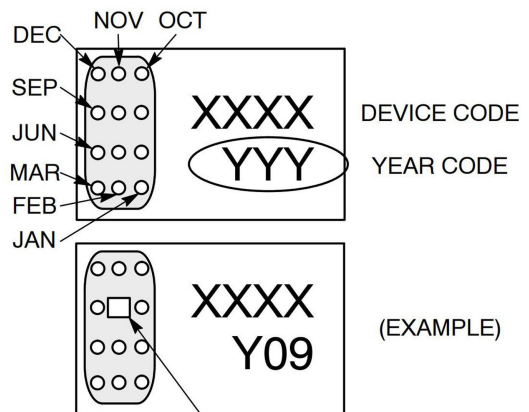 NOV OCT
DEC
SEP
JUN
MAR
FEB
JAN
XXXX DEVICE CODE
YYY YEAR CODE
XXXX
Y09
(EXAMPLE)